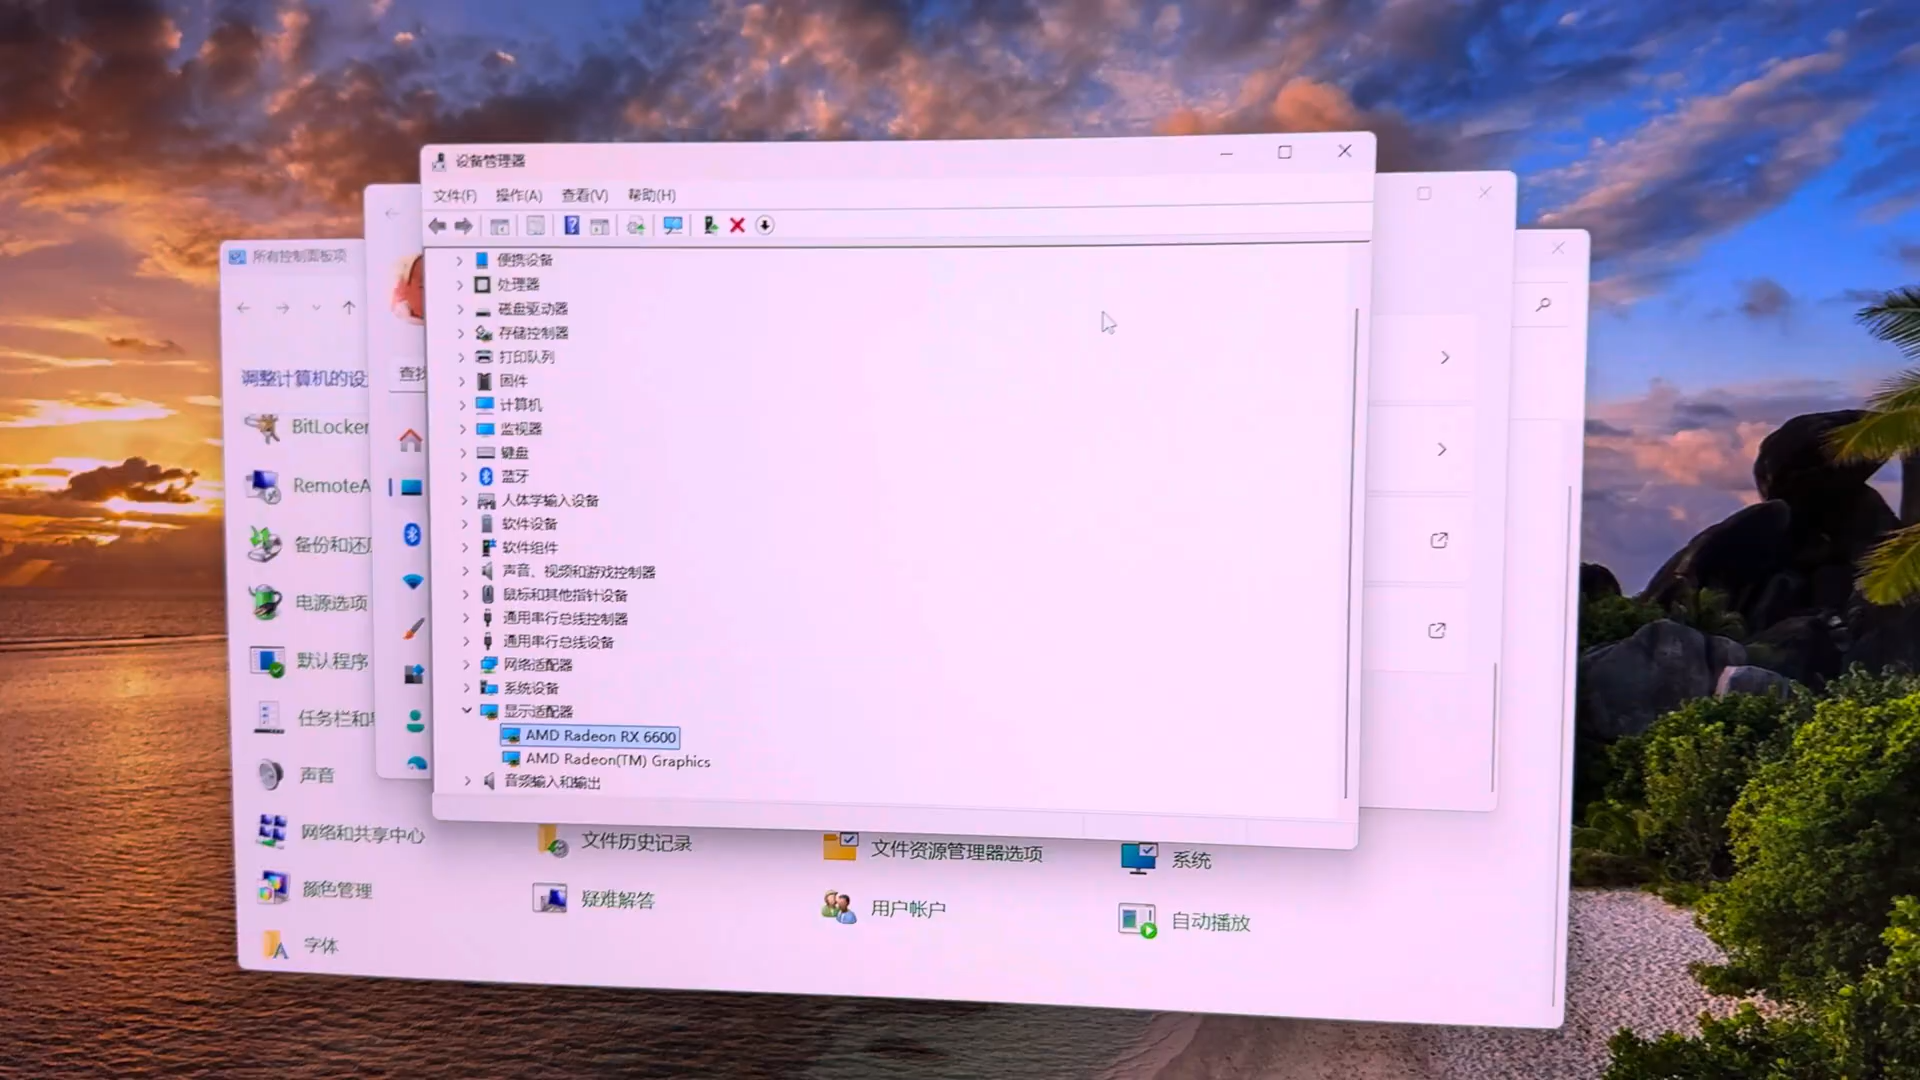 设备管理器
文件(F) 操作(A) 查看(V) 帮助(H)
便携设备
处理器
磁盘驱动器
存储控制器
打印队列
固件
计算机
监视器
键盘
蓝牙
人体学输入设备
软件设备
软件组件
声音、视频和游戏控制器
鼠标和其他指针设备
通用串行总线控制器
通用串行总线设备
网络适配器
系统设备
显示适配器
AMD Radeon RX 6600
AMD Radeon(TM) Graphics
音频输入和输出
所有控制面板项
调整计算机的设
查找
BitLocker
RemoteA
备份和还
电源选项
默认程序
任务栏和
声音
网络和共享中心
颜色管理
字体
文件历史记录
疑难解答
文件资源管理器选项
用户帐户
系统
自动播放